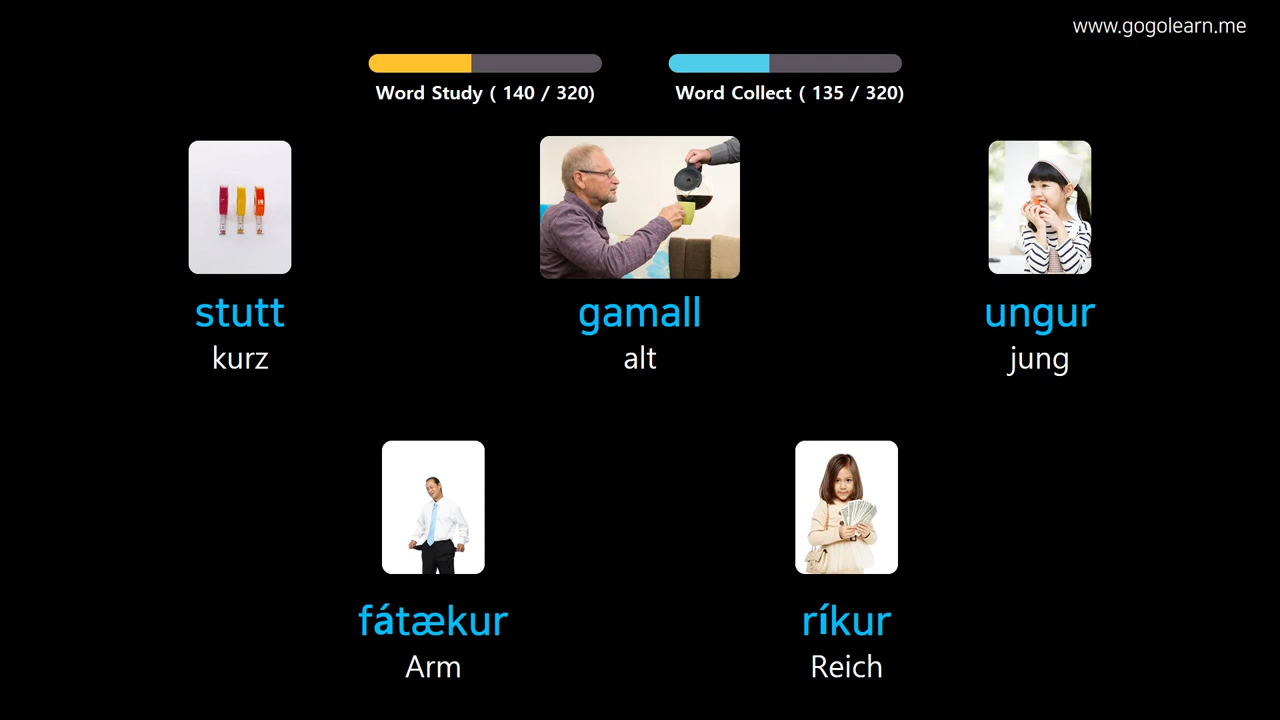 www.gogolearn.me
Word Study ( 140 / 320)
Word Collect ( 135 / 320)
stutt
kurz
gamall
alt
ungur
jung
fátækur
Arm
ríkur
Reich